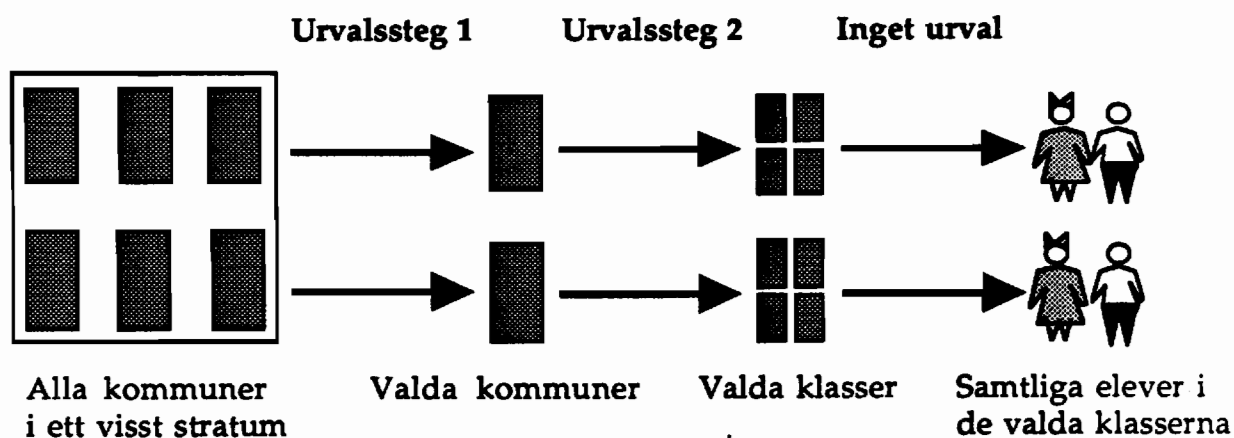 Urvalssteg 1 Urvalssteg 2 Inget urval
Alla kommuner
i ett visst stratum
Valda kommuner
Valda klasser
Samtliga elever i
de valda klasserna